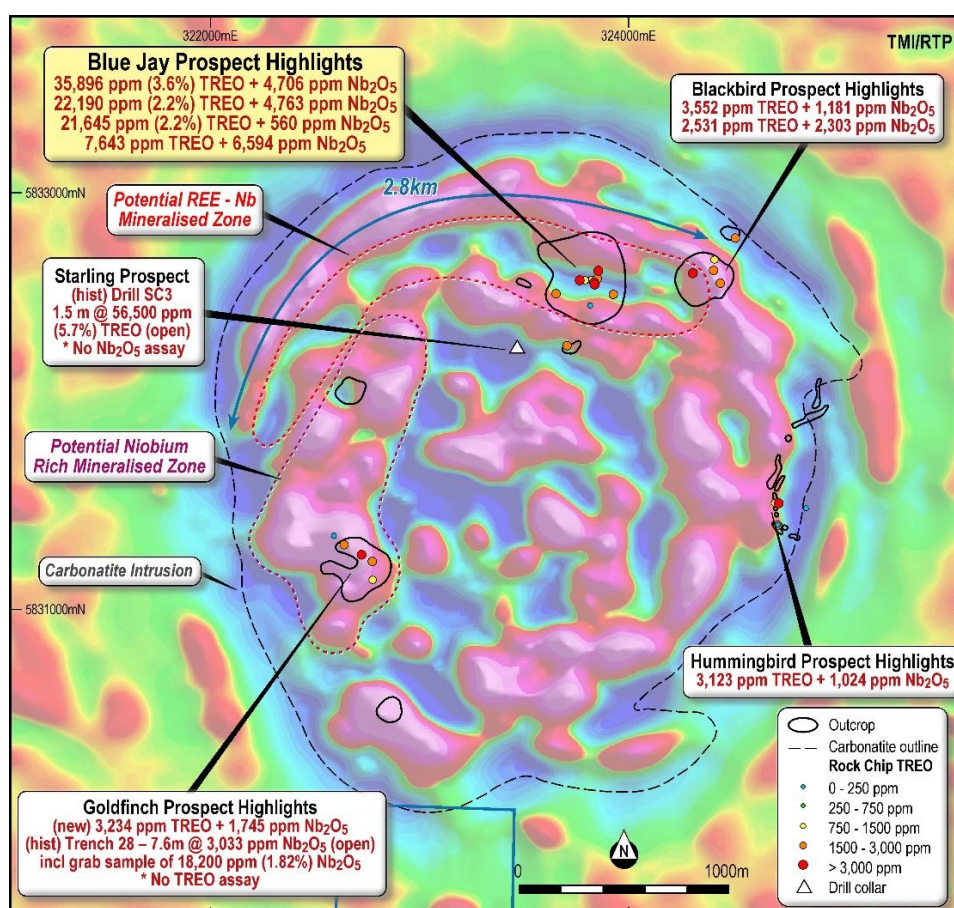 322000mE
324000mE
TMI/RTP
Blue Jay Prospect Highlights
35,896 ppm (3.6%) TREO + 4,706 ppm Nb₂O₅
22,190 ppm (2.2%) TREO + 4,763 ppm Nb₂O₅
21,645 ppm (2.2%) TREO + 560 ppm Nb₂O₅
7,643 ppm TREO + 6,594 ppm Nb₂O₅
Blackbird Prospect Highlights
3,552 ppm TREO + 1,181 ppm Nb₂O₅
2,531 ppm TREO + 2,303 ppm Nb₂O₅
5833000mN
2.8km
Potential REE - Nb
Mineralised Zone
Starling Prospect
(hist) Drill SC3
1.5 m @ 56,500 ppm
(5.7%) TREO (open)
* No Nb₂O₅ assay
Potential Niobium
Rich Mineralised Zone
Carbonatite Intrusion
5831000mN
Hummingbird Prospect Highlights
3,123 ppm TREO + 1,024 ppm Nb₂O₅
Goldfinch Prospect Highlights
(new) 3,234 ppm TREO + 1,745 ppm Nb₂O₅
(hist) Trench 28 – 7.6m @ 3,033 ppm Nb₂O₅ (open)
incl grab sample of 18,200 ppm (1.82%) Nb₂O₅
* No TREO assay
N
0
1000m
Outcrop
Carbonatite outline
Rock Chip TREO
0 - 250 ppm
250 - 750 ppm
750 - 1500 ppm
1500 - 3,000 ppm
> 3,000 ppm
Drill collar